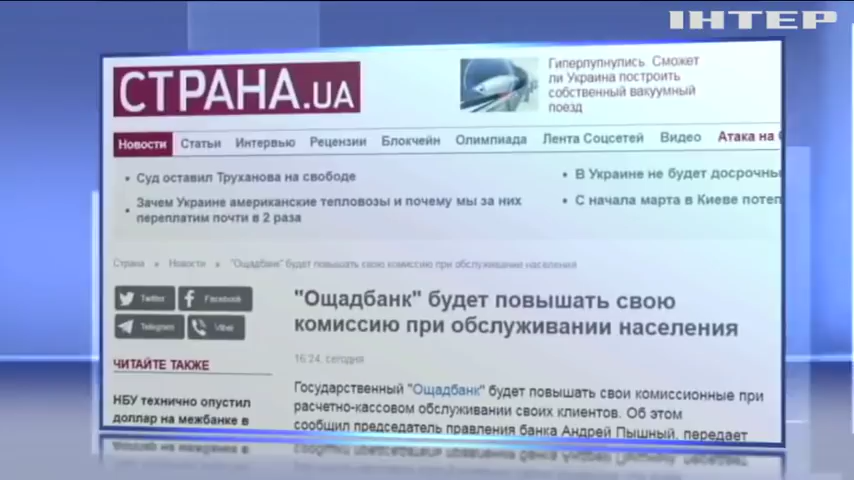 ІНТЕР
СТРАНА.UA
Гиперлупнулись. Сможет
ли Украина построить
собственный вакуумный
поезд
Новости Статьи Интервью Рецензии Блокчейн Олимпиада Лента Соцсетей Видео Атака на
• Суд оставил Труханова на свободе
• Зачем Украине американские тепловозы и почему мы за них
переплатим почти в 2 раза
• В Украине не будет досрочны
• С начала марта в Киеве потеп
Страна • Новости • "Ощадбанк" будет повышать свою комиссию при обслуживании населения
Twitter Facebook
Telegram Viber
ЧИТАЙТЕ ТАКЖЕ
НБУ технично опустил
доллар на межбанке в
"Ощадбанк" будет повышать свою
комиссию при обслуживании населения
16:24, сегодня
Государственный "Ощадбанк" будет повышать свои комиссионные при
расчетно-кассовом обслуживании своих клиентов. Об этом
сообщил председатель правления банка Андрей Пышный, передает